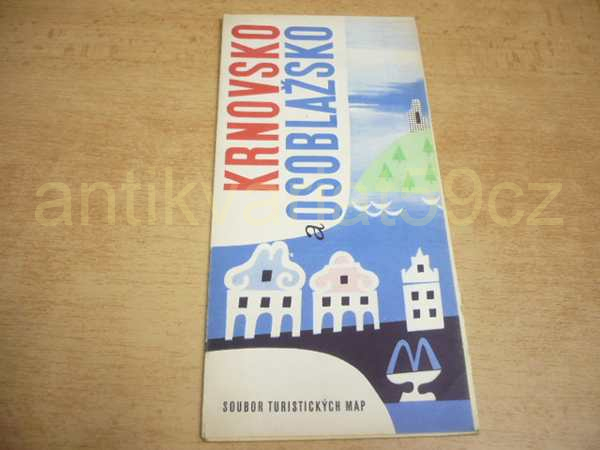 KRNOVSKO
a OSOBLAŽSKO
SOUBOR TURISTICKÝCH MAP